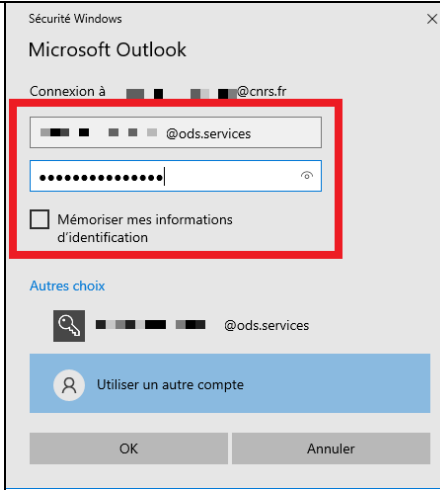 Sécurité Windows
Microsoft Outlook
Connexion à @cnrs.fr
@ods.services
Mémoriser mes informations
d'identification
Autres choix
@ods.services
Utiliser un autre compte
OK Annuler